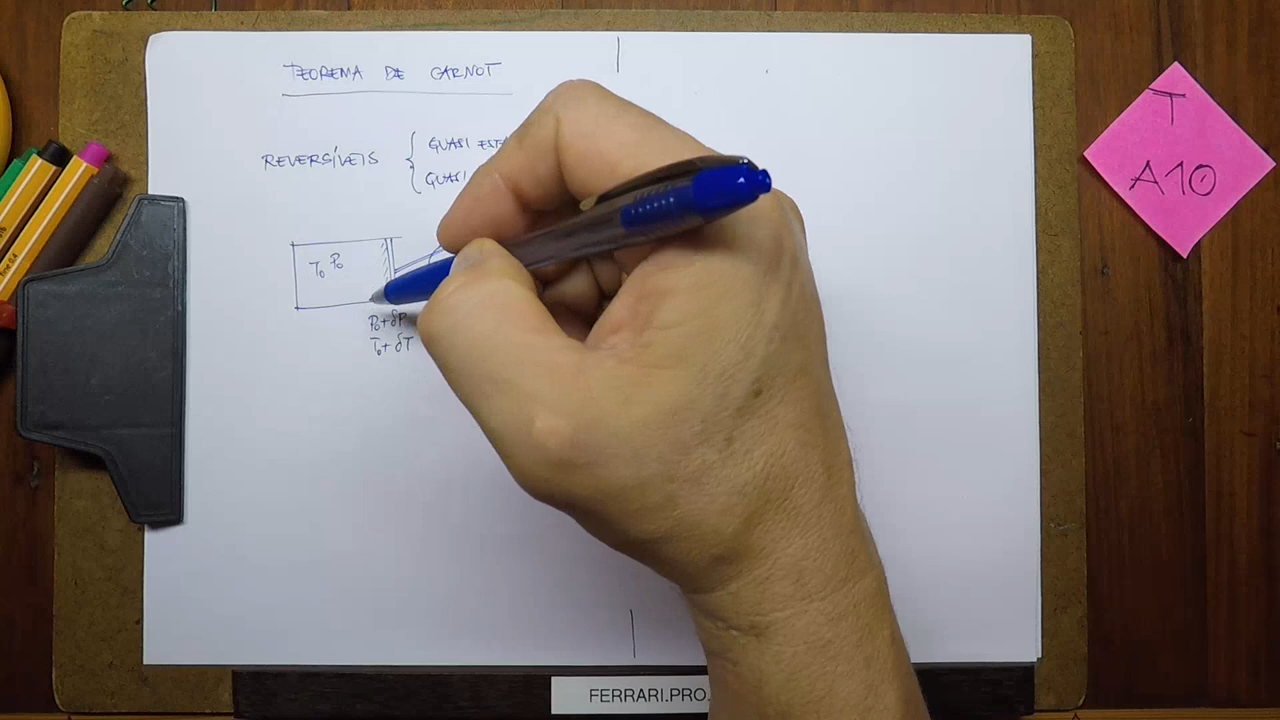 TEOREMA DE CARNOT
REVERSÍVEIS
QUASI
QUASI
T₀ P₀
P₀+δP
T₀+δT
T
A10
FERRARI.PRO.